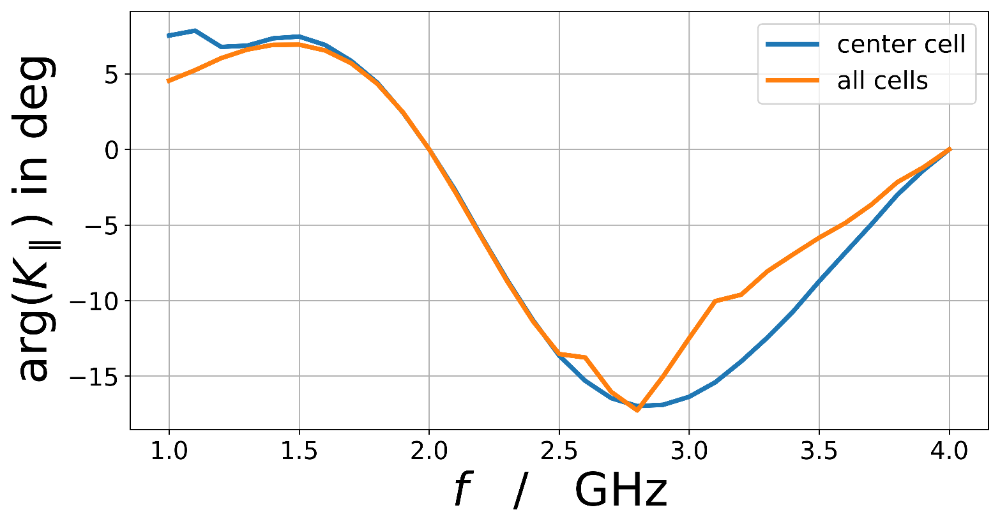 arg(K∥) in deg
5
0
−5
−10
−15
center cell
all cells
1.0 1.5 2.0 2.5 3.0 3.5 4.0
f / GHz